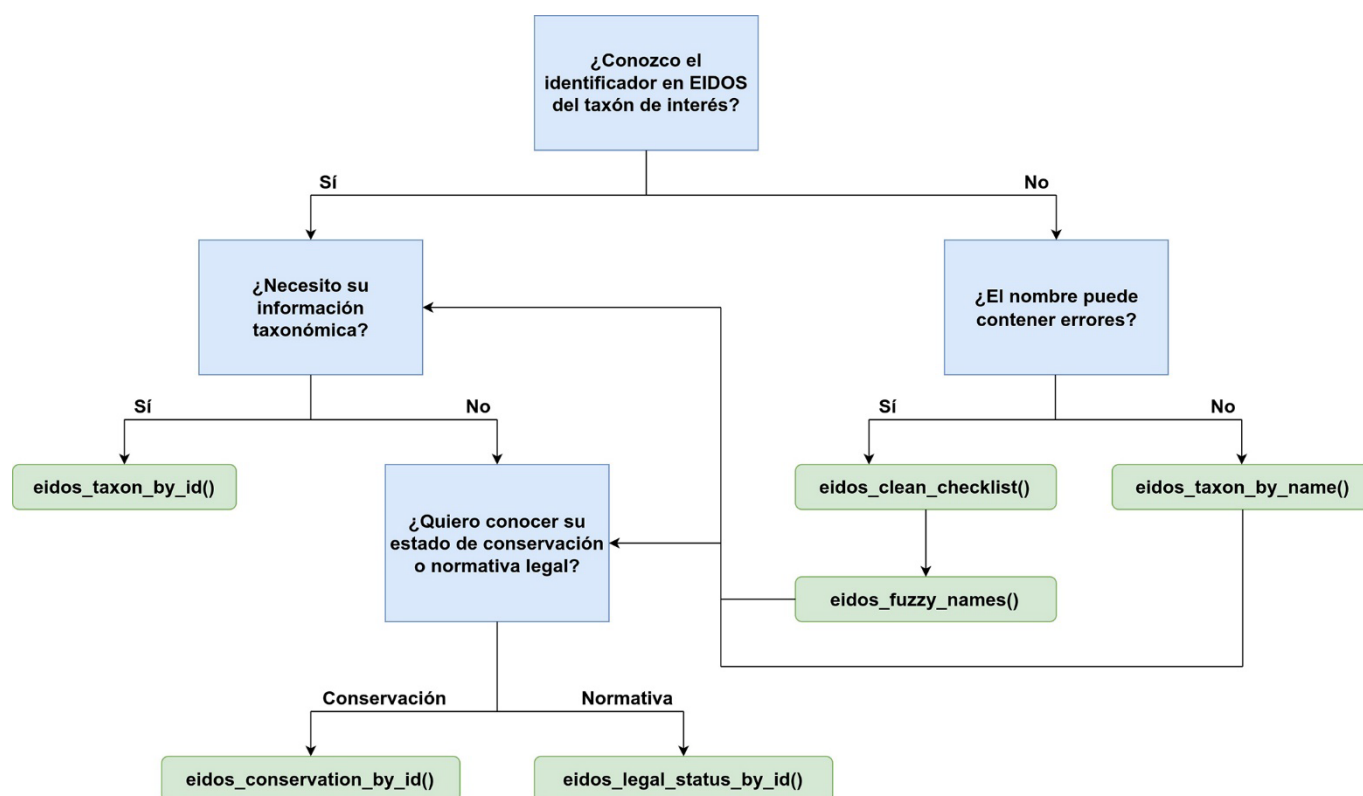 ¿Conozco el
identificador en EIDOS
del taxón de interés?
Sí
No
¿Necesito su
información
taxonómica?
¿El nombre puede
contener errores?
Sí
No
Sí
No
eidos_taxon_by_id()
eidos_clean_checklist()
eidos_taxon_by_name()
¿Quiero conocer su
estado de conservación
o normativa legal?
eidos_fuzzy_names()
Conservación
Normativa
eidos_conservation_by_id()
eidos_legal_status_by_id()